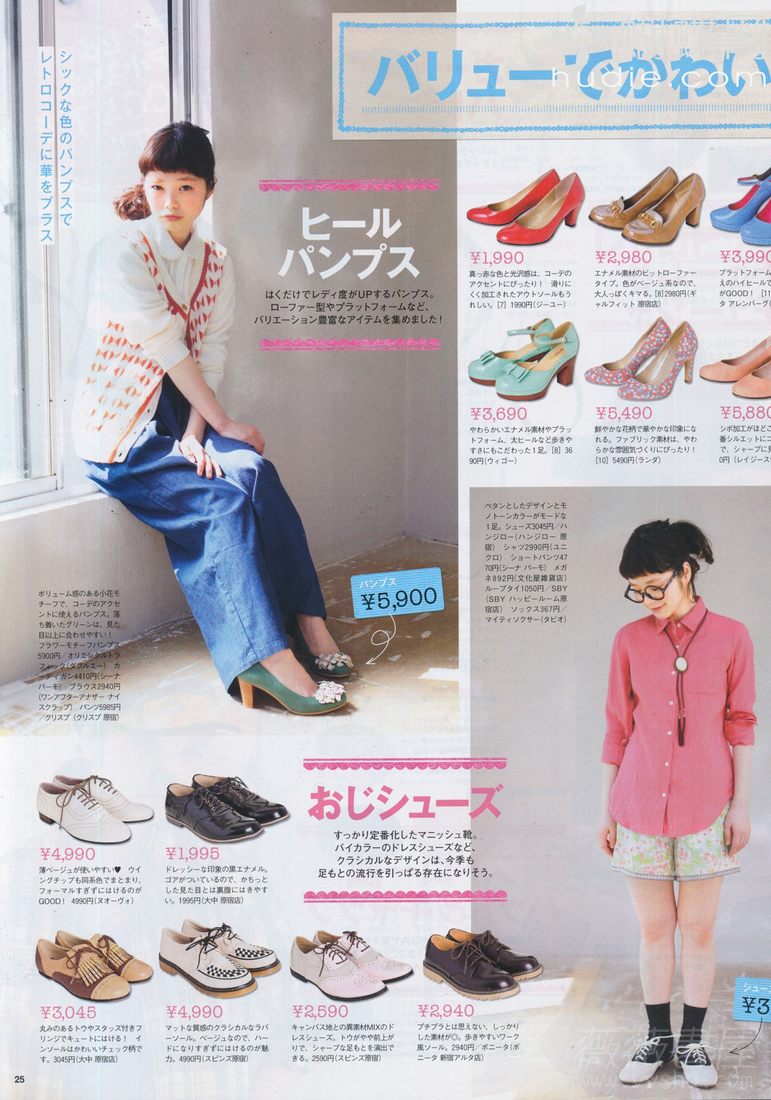 バリューでかわい
hudie.com
シックな色のパンプスで
レトロコーデに華をプラス
ヒール
パンプス
はくだけでレディ度がUPするパンプス。
ローファー型やプラットフォームなど、
バリエーション豊富なアイテムを集めました！
¥1,990
真っ赤な色と光沢感は、コーデの
アクセントにぴったり！ 滑りに
くく加工されたアウトソールもう
れしい。[7] 1990円(ジーユー)
¥2,980
エナメル素材のビットローファー
タイプ。色がベージュ系なので、
大人っぽくキマる。[8]2980円(ギ
ャルフィット 原宿店)
¥3,990
プラットフォーム
えのハイヒールで
がGOOD！ [11
タ アレンバーグ
¥3,690
やわらかいエナメル素材やプラッ
トフォーム、太ヒールなど歩きや
すさにもこだわった1足。[8] 36
90円(ウィゴー)
¥5,490
鮮やかな花柄で華やかな印象にな
れる。ファブリック素材は、やわ
らかな雰囲気づくりにぴったり！
[10] 5490円(ランダ)
¥5,880
シボ加工がほどこ
番シルエットにコ
で、シャープに見
0円(レイジース
ボリューム感のある小花モ
チーフで、コーデのアクセ
ントに使えるパンプス。落
ち着いたグリーンは、見た
目以上に合わせやすい！
フラワーモチーフパンプス
5900円／オリエンタルトラ
フィック(ダブルエー) カ
ーディガン4410円(シーナ
バーモ) ブラウス2940円
(ワンアフターアナザー ナイ
スクラップ) パンツ5985円
／クリスプ (クリスプ 原宿)
パンプス
¥5,900
ペタンとしたデザインとモ
ノトーンカラーがモードな
1足。シューズ3045円／ハ
ンジロー(ハンジロー 原
宿) シャツ2990円(ユニ
クロ) ショートパンツ47
70円(シーナ バーモ) メガ
ネ892円(文化屋雑貨店)
ループタイ1050円／SBY
(SBY ハッピールーム原
宿店) ソックス367円／
マイティソクサー(タビオ)
おじシューズ
すっかり定番化したマニッシュ靴。
バイカラーのドレスシューズなど、
クラシカルなデザインは、今季も
足もとの流行を引っぱる存在になりそう。
¥4,990
薄ベージュが使いやすい♥ ウイ
ングチップも同系色でまとまり、
フォーマルすぎずにはけるのが
GOOD！ 4990円(ヌオーヴォ)
¥1,995
ドレッシーな印象の黒エナメル。
ゴアがついているので、かちっと
した見た目とは裏腹にはきやす
い。1995円(大中 原宿店)
¥3,045
丸みのあるトウやスタッズ付きフ
リンジでキュートにはける！ イ
ンソールはかわいいチェック柄で
す。3045円(大中 原宿店)
¥4,990
マットな質感のクラシカルなラバ
ーソール。ベージュなので、ハー
ドになりすぎずにはけるのが魅
力。4990円(スピンズ原宿)
¥2,590
キャンバス地との異素材MIXのド
レスシューズ。トウがやや前上が
りで、シャープな足もとを演出で
きる。2590円(スピンズ原宿)
¥2,940
プチプラとは思えない、しっかり
した素材が◎。歩きやすいワーク
風ソール。2940円／ボニータ(ボ
ニータ 新宿アルタ店)
シュー
¥3
25